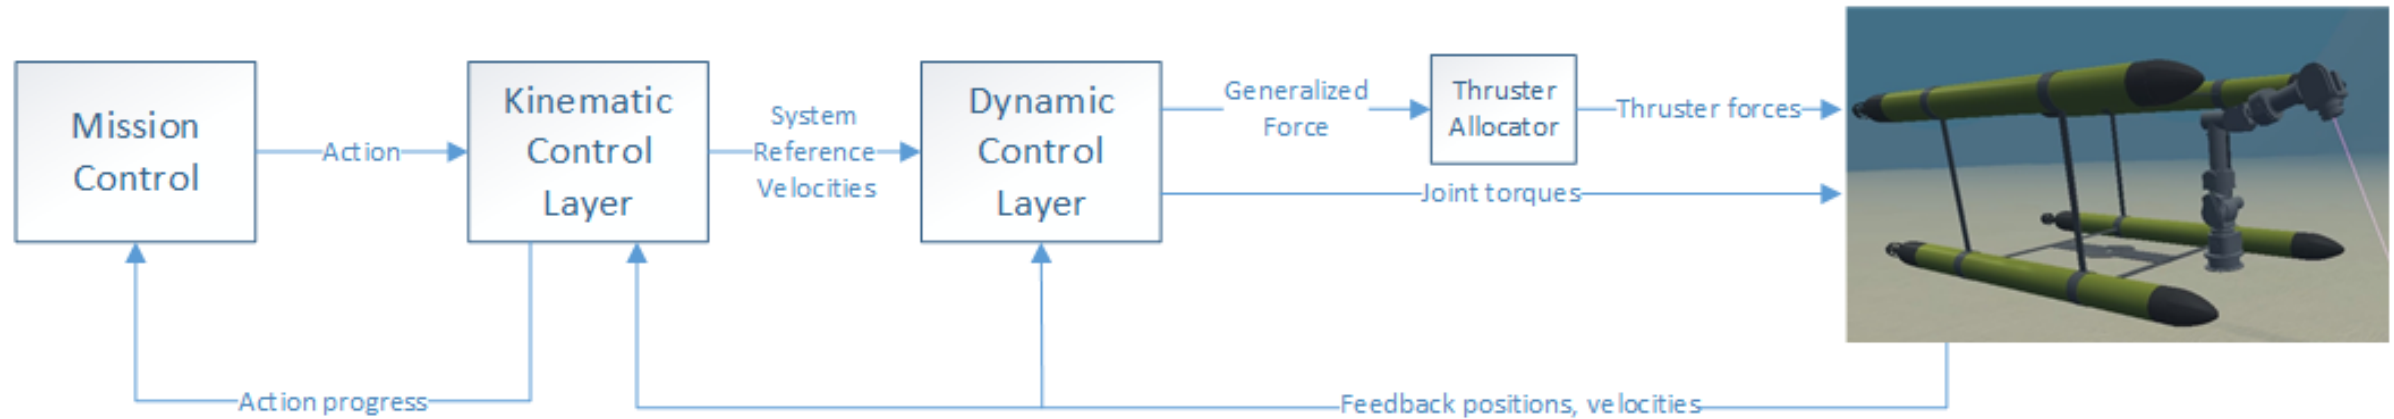 Mission
Control
Action
Kinematic
Control
Layer
System
Reference
Velocities
Dynamic
Control
Layer
Generalized
Force
Thruster
Allocator
Thruster forces
Joint torques
Action progress
Feedback positions, velocities